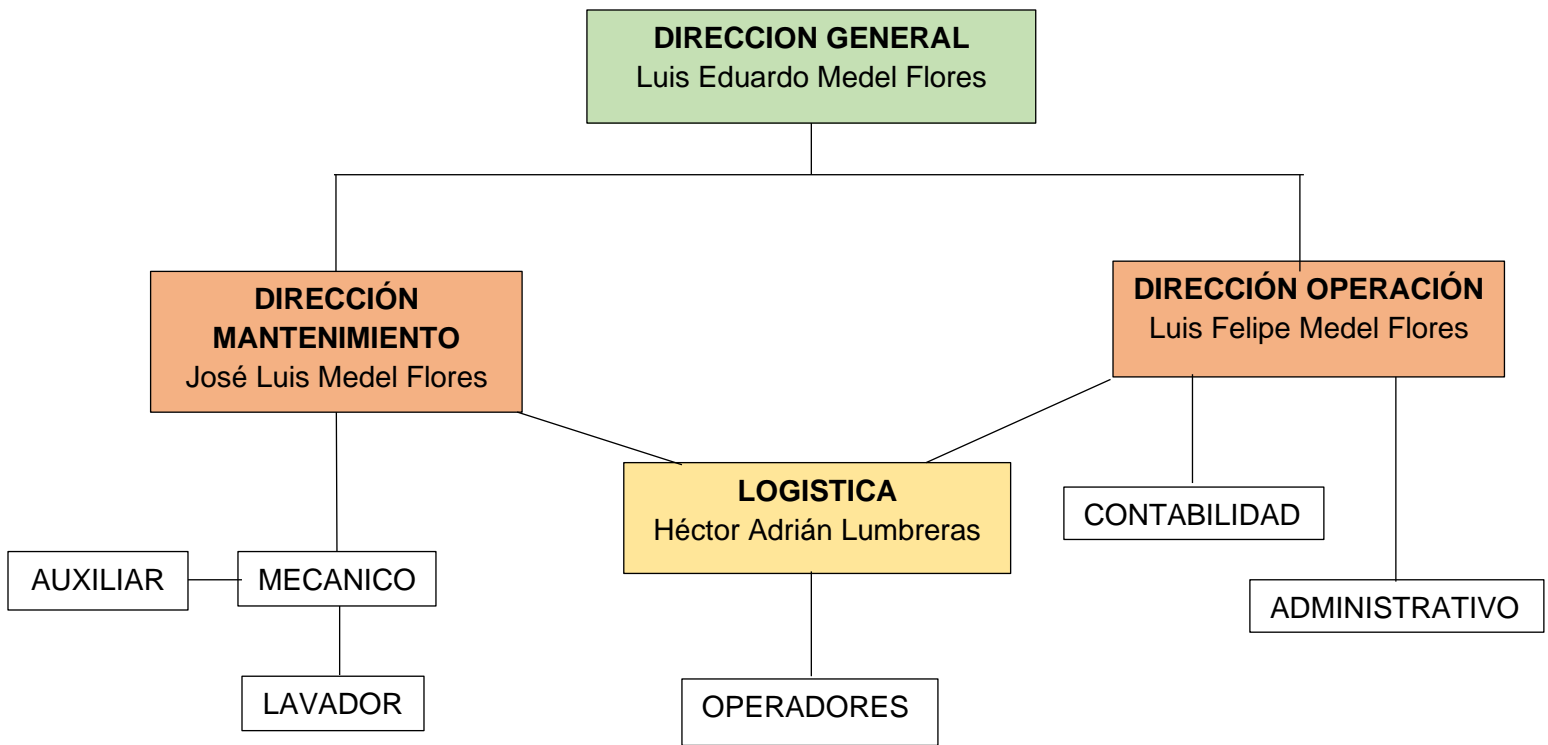 DIRECCION GENERAL
Luis Eduardo Medel Flores
DIRECCIÓN
MANTENIMIENTO
José Luis Medel Flores
DIRECCIÓN OPERACIÓN
Luis Felipe Medel Flores
LOGISTICA
Héctor Adrián Lumbreras
CONTABILIDAD
AUXILIAR
MECANICO
ADMINISTRATIVO
LAVADOR
OPERADORES